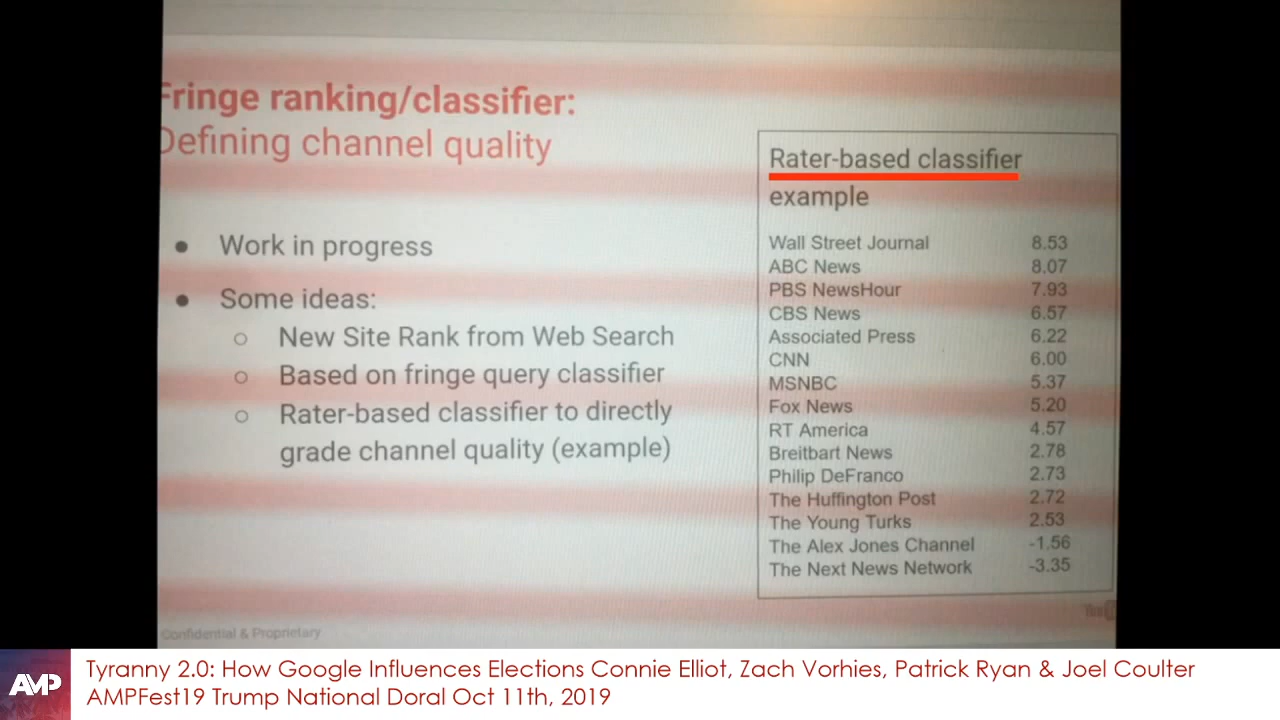 Fringe ranking/classifier:
Defining channel quality
● Work in progress
● Some ideas:
○ New Site Rank from Web Search
○ Based on fringe query classifier
○ Rater-based classifier to directly
grade channel quality (example)
Rater-based classifier
example
Wall Street Journal 8.53
ABC News 8.07
PBS NewsHour 7.93
CBS News 6.57
Associated Press 6.22
CNN 6.00
MSNBC 5.37
Fox News 5.20
RT America 4.57
Breitbart News 2.78
Philip DeFranco 2.73
The Huffington Post 2.72
The Young Turks 2.53
The Alex Jones Channel -1.56
The Next News Network -3.35
Confidential & Proprietary
AMP
Tyranny 2.0: How Google Influences Elections Connie Elliot, Zach Vorhies, Patrick Ryan & Joel Coulter
AMPFest19 Trump National Doral Oct 11th, 2019